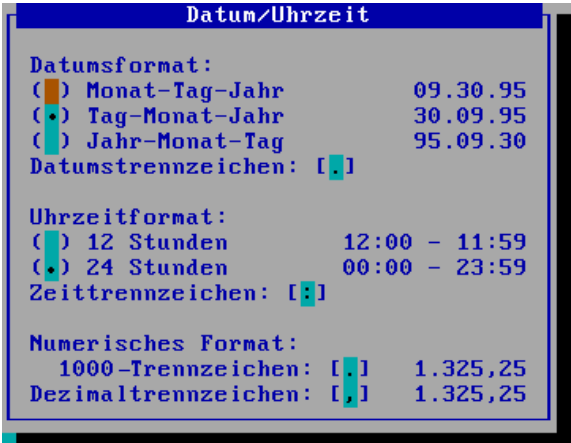 Datum/Uhrzeit
Datumsformat:
( ) Monat-Tag-Jahr 09.30.95
(•) Tag-Monat-Jahr 30.09.95
( ) Jahr-Monat-Tag 95.09.30
Datumstrennzeichen: [.]
Uhrzeitformat:
( ) 12 Stunden 12:00 - 11:59
(•) 24 Stunden 00:00 - 23:59
Zeittrennzeichen: [:]
Numerisches Format:
1000-Trennzeichen: [.] 1.325,25
Dezimaltrennzeichen: [,] 1.325,25